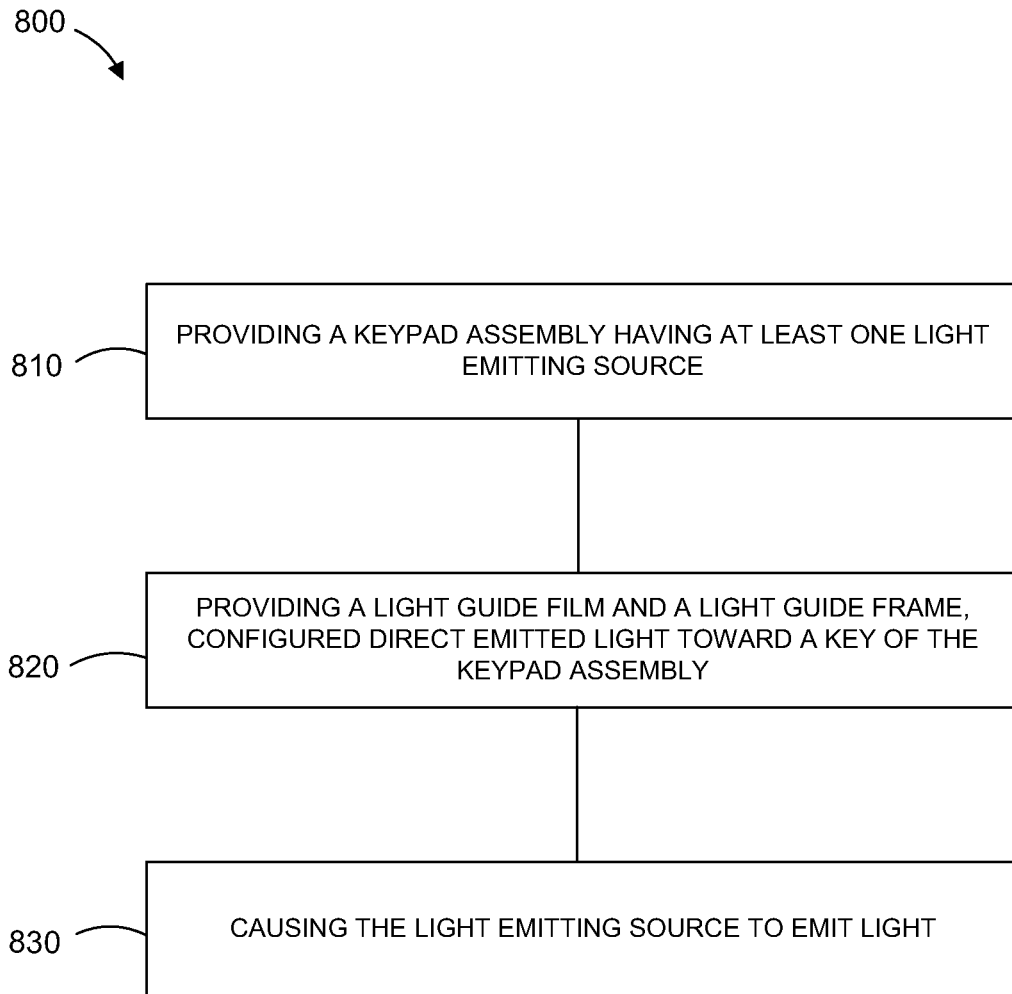 800
810
PROVIDING A KEYPAD ASSEMBLY HAVING AT LEAST ONE LIGHT
EMITTING SOURCE
820
PROVIDING A LIGHT GUIDE FILM AND A LIGHT GUIDE FRAME,
CONFIGURED DIRECT EMITTED LIGHT TOWARD A KEY OF THE
KEYPAD ASSEMBLY
830
CAUSING THE LIGHT EMITTING SOURCE TO EMIT LIGHT